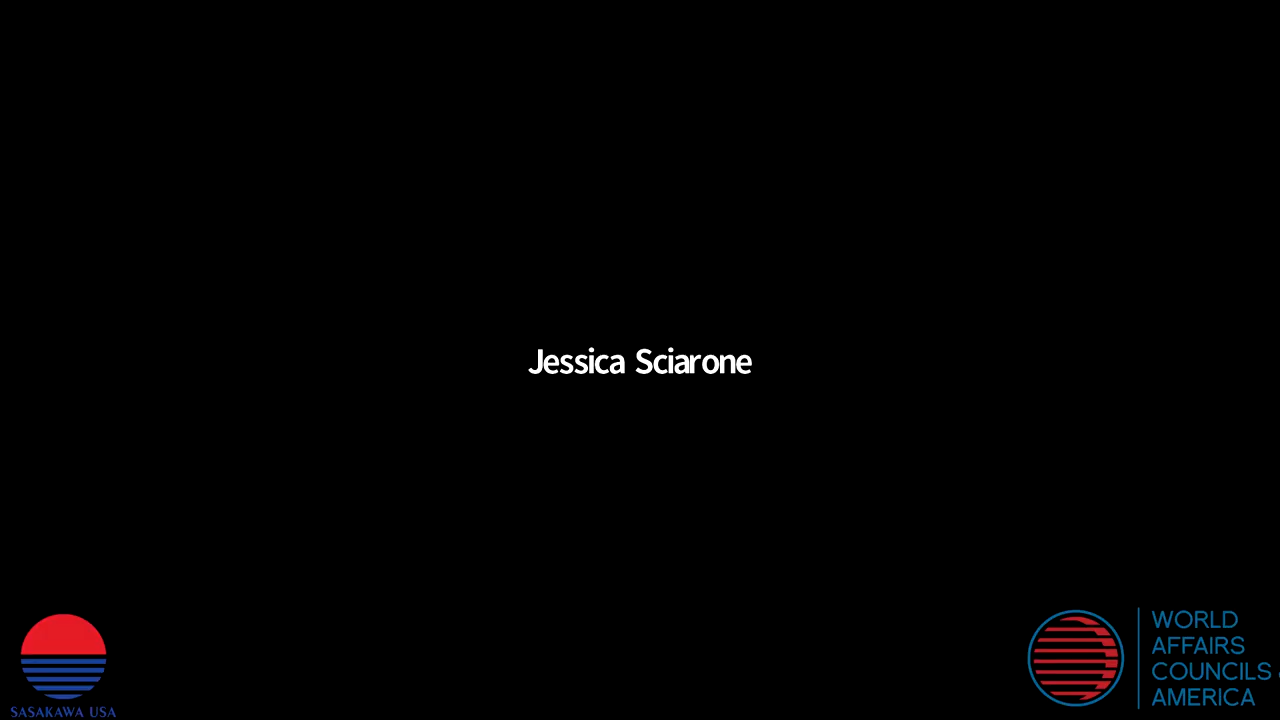 Jessica Sciarone
SASAKAWA USA
WORLD
AFFAIRS
COUNCILS
AMERICA